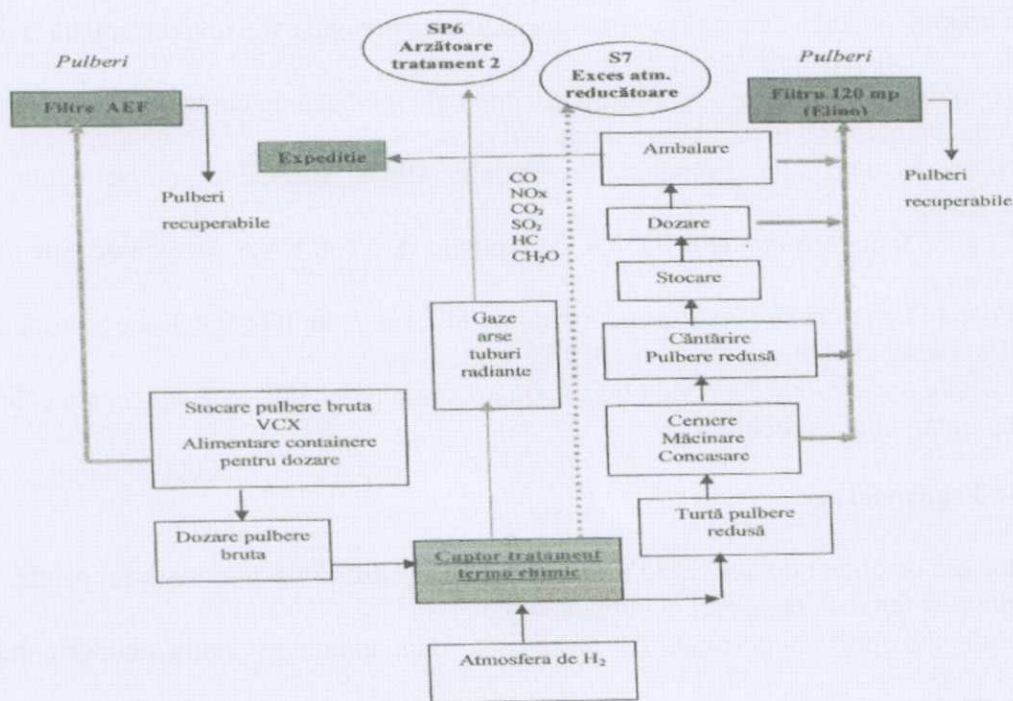 SP6
Arzătoare
tratament 2
S7
Exces atm.
reducătoare
Pulberi
Filtre AEF
Pulberi
recuperabile
Pulberi
Filtru 120 mp
(Elino)
Pulberi
recuperabile
Expeditie
Ambalare
Dozare
Stocare
Cântărire
Pulbere redusă
Cernere
Măcinare
Concasare
Turtă pulbere
redusă
CO
NOx
CO₂
SO₂
HC
CH₂O
Gaze
arse
tuburi
radiante
Stocare pulbere bruta
VCX
Alimentare containere
pentru dozare
Dozare pulbere
bruta
Cuptor tratament
termo chimic
Atmosfera de H₂